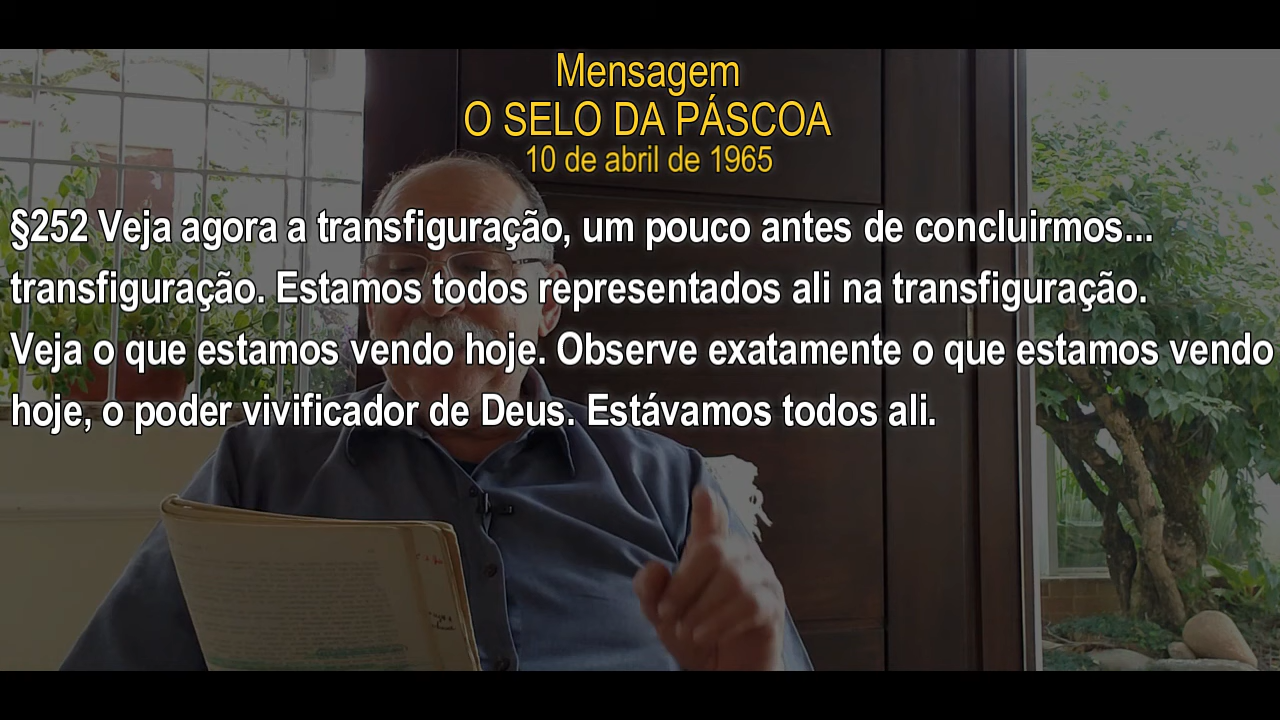 Mensagem
O SELO DA PÁSCOA
10 de abril de 1965
§252 Veja agora a transfiguração, um pouco antes de concluirmos...
transfiguração. Estamos todos representados ali na transfiguração.
Veja o que estamos vendo hoje. Observe exatamente o que estamos vendo
hoje, o poder vivificador de Deus. Estávamos todos ali.